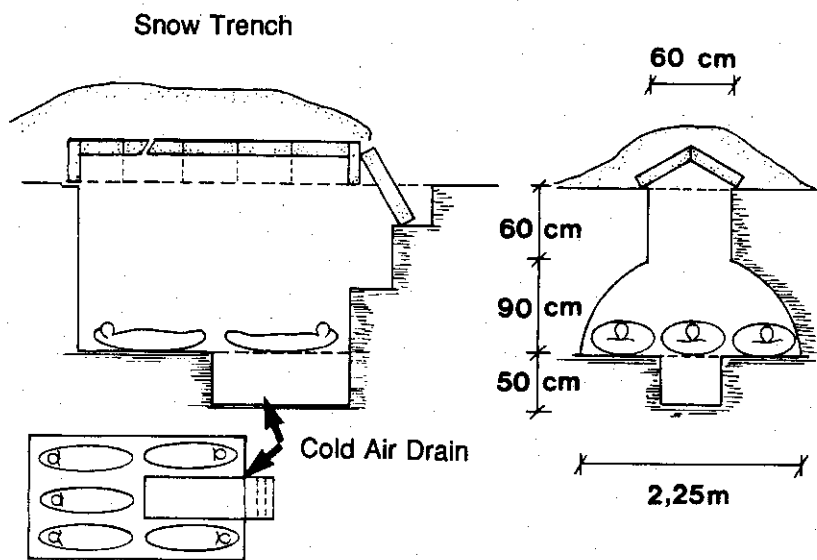 Snow Trench
60 cm
60 cm
90 cm
50 cm
Cold Air Drain
2,25m